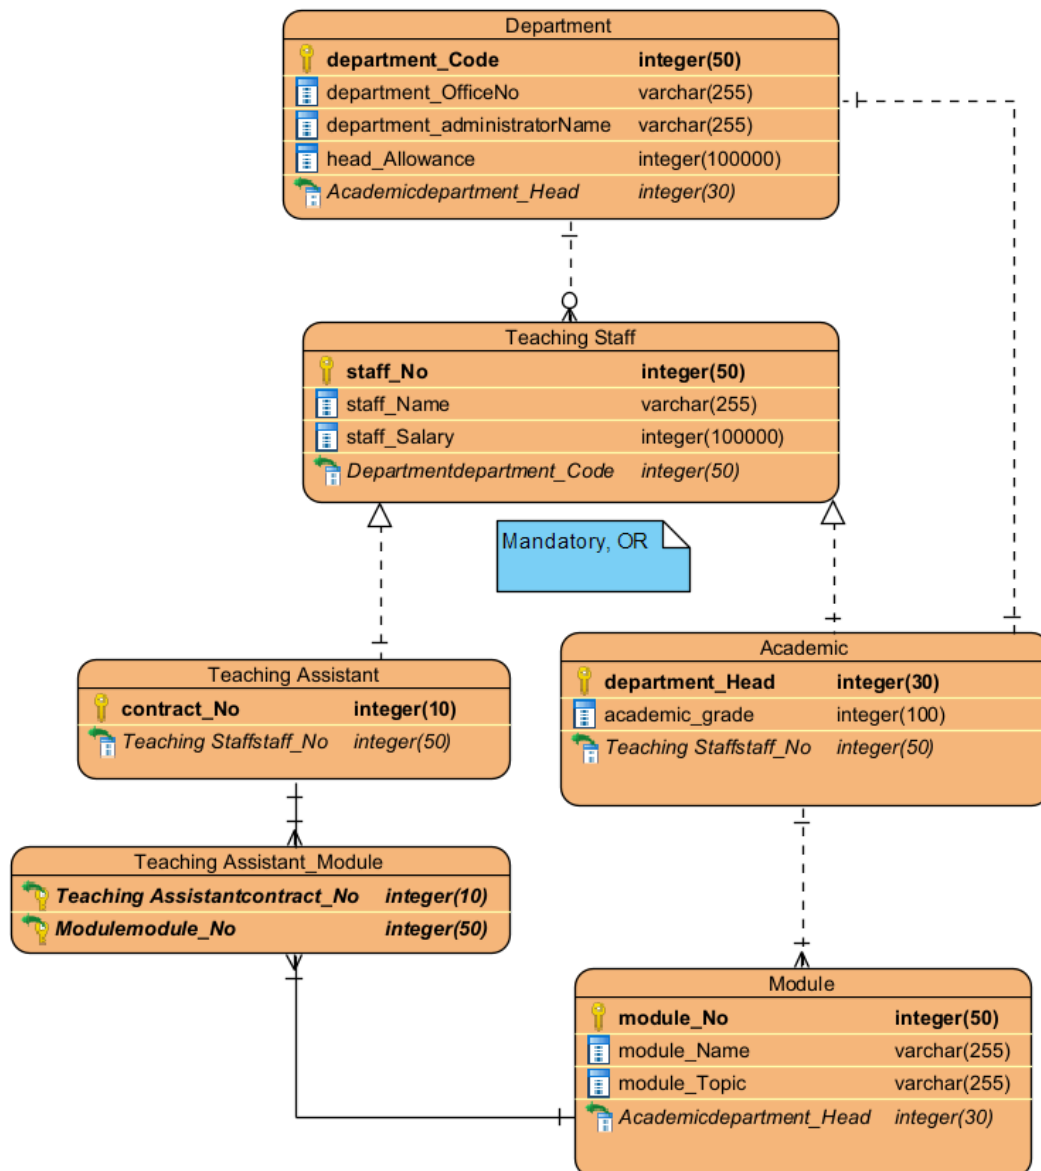 Department
department_Code integer(50)
department_OfficeNo varchar(255)
department_administratorName varchar(255)
head_Allowance integer(100000)
Academicdepartment_Head integer(30)
Teaching Staff
staff_No integer(50)
staff_Name varchar(255)
staff_Salary integer(100000)
Departmentdepartment_Code integer(50)
Mandatory, OR
Teaching Assistant
contract_No integer(10)
Teaching Staffstaff_No integer(50)
Academic
department_Head integer(30)
academic_grade integer(100)
Teaching Staffstaff_No integer(50)
Teaching Assistant_Module
Teaching Assistantcontract_No integer(10)
Modulemodule_No integer(50)
Module
module_No integer(50)
module_Name varchar(255)
module_Topic varchar(255)
Academicdepartment_Head integer(30)